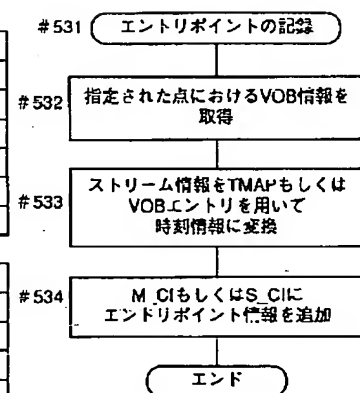 #531 エントリポイントの記録
#532 指定された点におけるVOB情報を
取得
#533 ストリーム情報をTMAPもしくは
VOBエントリを用いて
時刻情報に変換
#534 M_CIもしくはS_CIに
エンドリポイント情報を追加
エンド